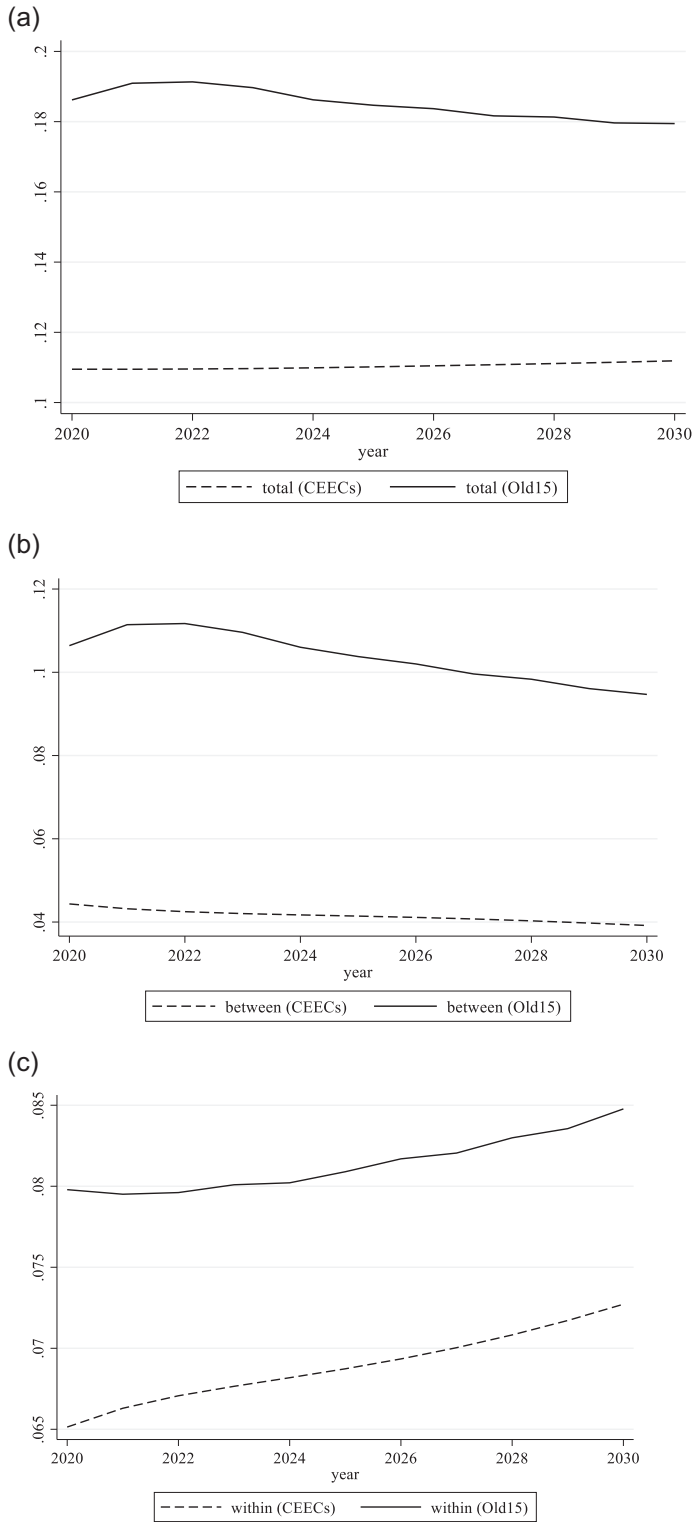 (a)
.2
.18
.16
.14
.12
.1
2020 2022 2024 2026 2028 2030
year
total (CEECs) total (Old15)
(b)
.12
.1
.08
.06
.04
2020 2022 2024 2026 2028 2030
year
between (CEECs) between (Old15)
(c)
.085
.08
.075
.07
.065
2020 2022 2024 2026 2028 2030
year
within (CEECs) within (Old15)